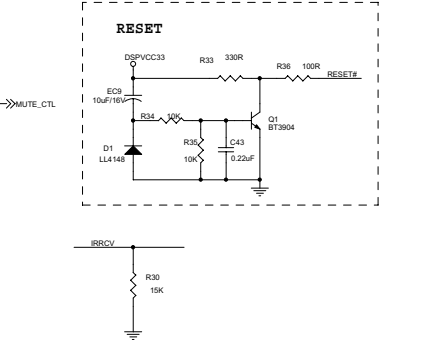 RESET
DSPVCC33
R33 330R
R36 100R
RESET#
EC9
10uF/16V
MUTE_CTL
R34 10K
Q1
BT3904
D1
LL4148
R35
10K
C43
0.22uF
IRRCV
R30
15K